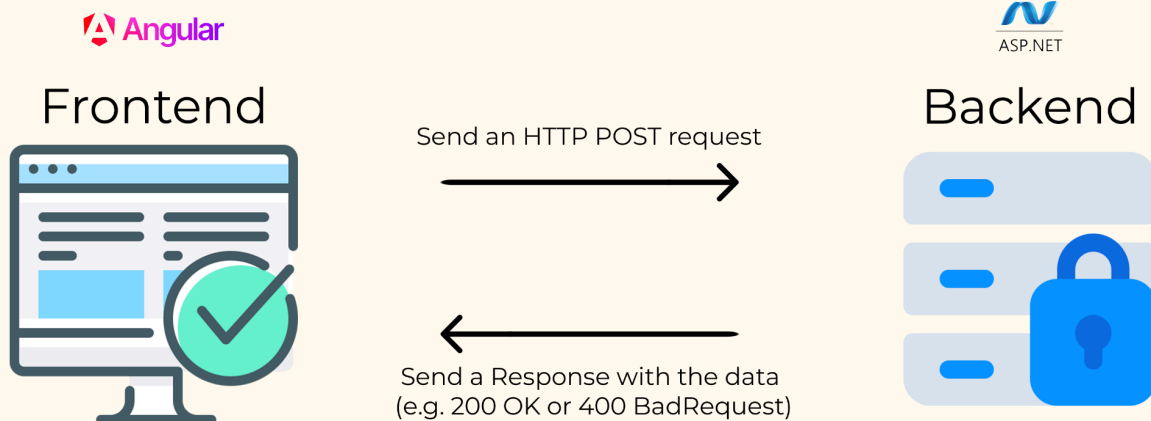 Angular
ASP.NET
Frontend
Backend
Send an HTTP POST request
Send a Response with the data
(e.g. 200 OK or 400 BadRequest)